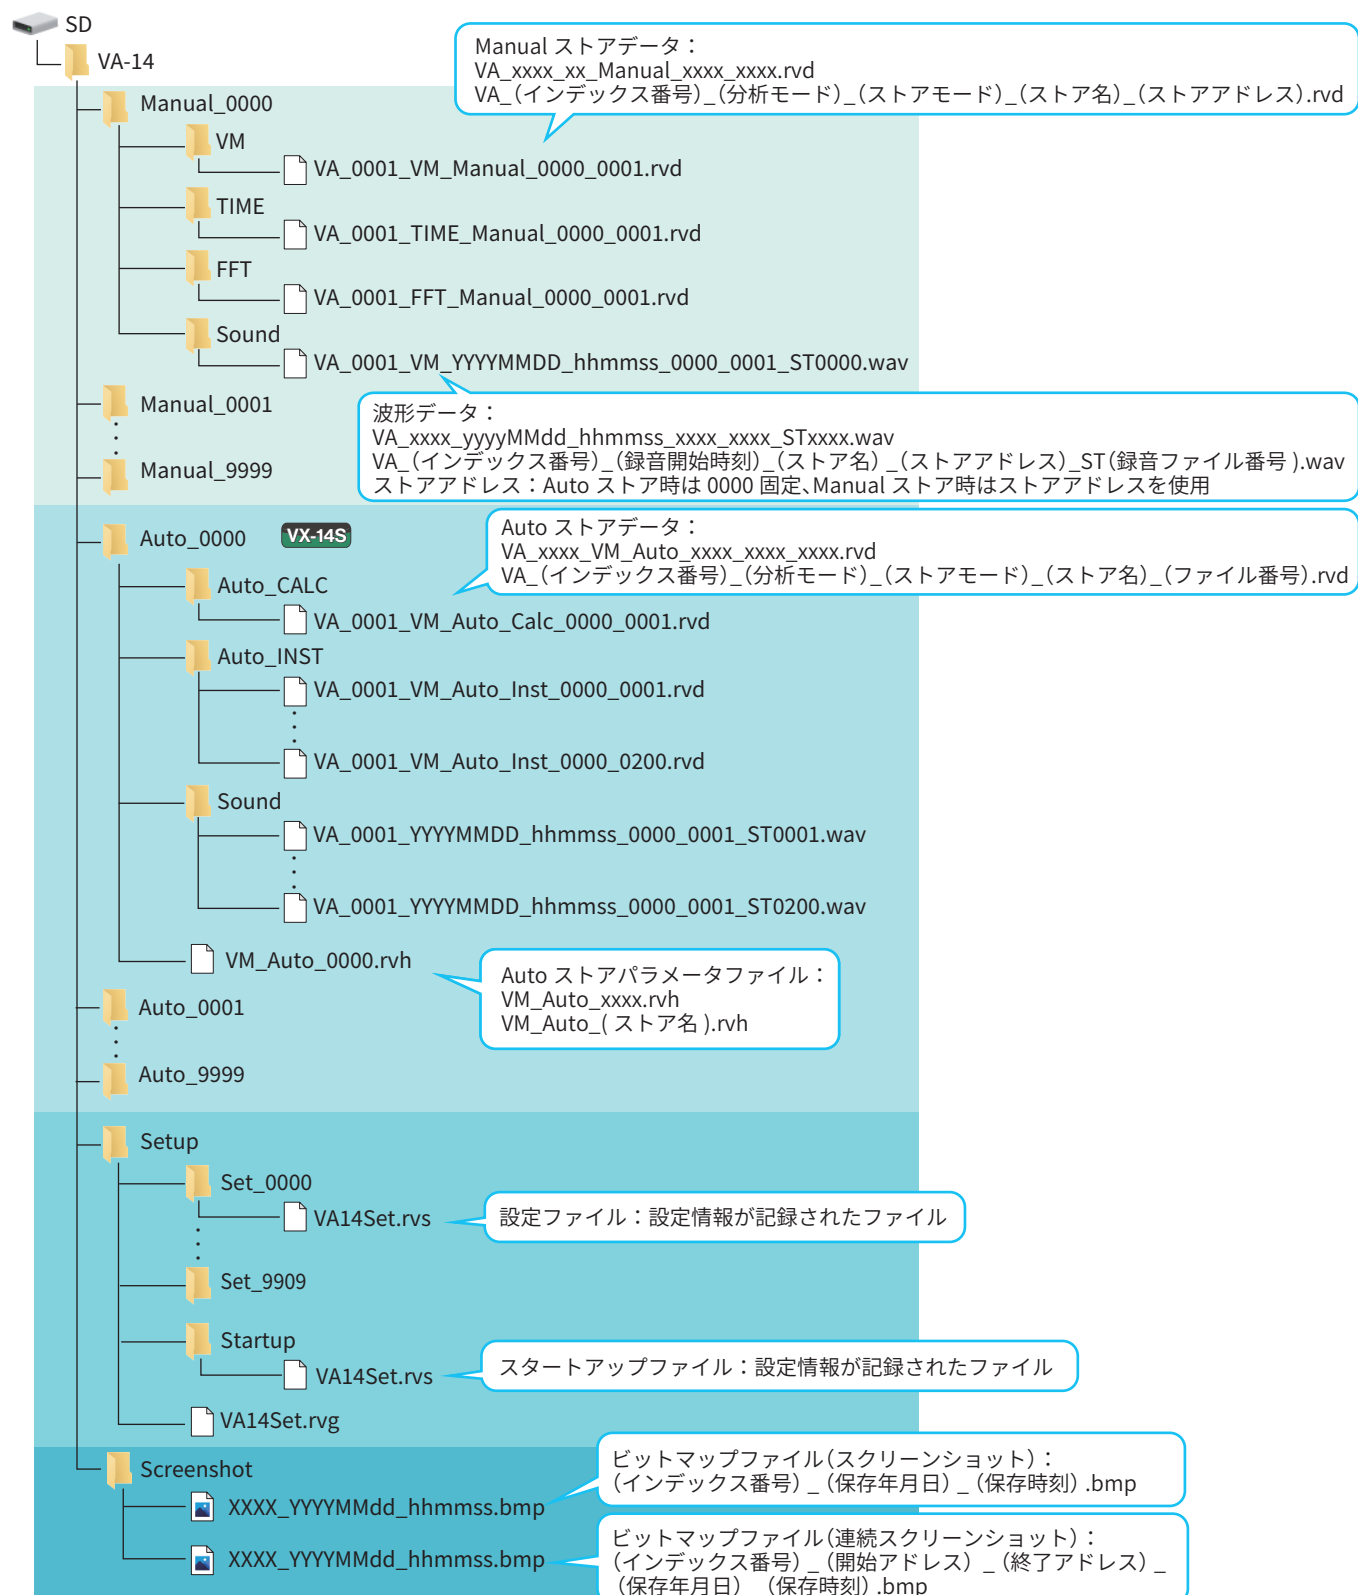 SD
VA-14
Manual ストアデータ：
VA_xxxx_xx_Manual_xxxx_xxxx.rvd
VA_（インデックス番号）_（分析モード）_（ストアモード）_（ストア名）_（ストアアドレス）.rvd
Manual_0000
VM
VA_0001_VM_Manual_0000_0001.rvd
TIME
VA_0001_TIME_Manual_0000_0001.rvd
FFT
VA_0001_FFT_Manual_0000_0001.rvd
Sound
VA_0001_VM_YYYYMMDD_hhmmss_0000_0001_ST0000.wav
Manual_0001
Manual_9999
波形データ：
VA_xxxx_yyyyMMdd_hhmmss_xxxx_xxxx_STxxxx.wav
VA_（インデックス番号）_（録音開始時刻）_（ストア名）_（ストアアドレス）_ST（録音ファイル番号 ).wav
ストアアドレス：Auto ストア時は 0000 固定、Manual ストア時はストアアドレスを使用
Auto_0000
VX-14S
Auto ストアデータ：
VA_xxxx_VM_Auto_xxxx_xxxx_xxxx.rvd
VA_（インデックス番号）_（分析モード）_（ストアモード）_（ストア名）_（ファイル番号）.rvd
Auto_CALC
VA_0001_VM_Auto_Calc_0000_0001.rvd
Auto_INST
VA_0001_VM_Auto_Inst_0000_0001.rvd
VA_0001_VM_Auto_Inst_0000_0200.rvd
Sound
VA_0001_YYYYMMDD_hhmmss_0000_0001_ST0001.wav
VA_0001_YYYYMMDD_hhmmss_0000_0001_ST0200.wav
VM_Auto_0000.rvh
Auto ストアパラメータファイル：
VM_Auto_xxxx.rvh
VM_Auto_( ストア名 ).rvh
Auto_0001
Auto_9999
Setup
Set_0000
VA14Set.rvs
設定ファイル：設定情報が記録されたファイル
Set_9909
Startup
VA14Set.rvs
スタートアップファイル：設定情報が記録されたファイル
VA14Set.rvg
Screenshot
ビットマップファイル（スクリーンショット）：
（インデックス番号）_（保存年月日）_（保存時刻）.bmp
XXXX_YYYYMMdd_hhmmss.bmp
XXXX_YYYYMMdd_hhmmss.bmp
ビットマップファイル（連続スクリーンショット）：
（インデックス番号）_（開始アドレス）_（終了アドレス）_
（保存年月日）_（保存時刻）.bmp